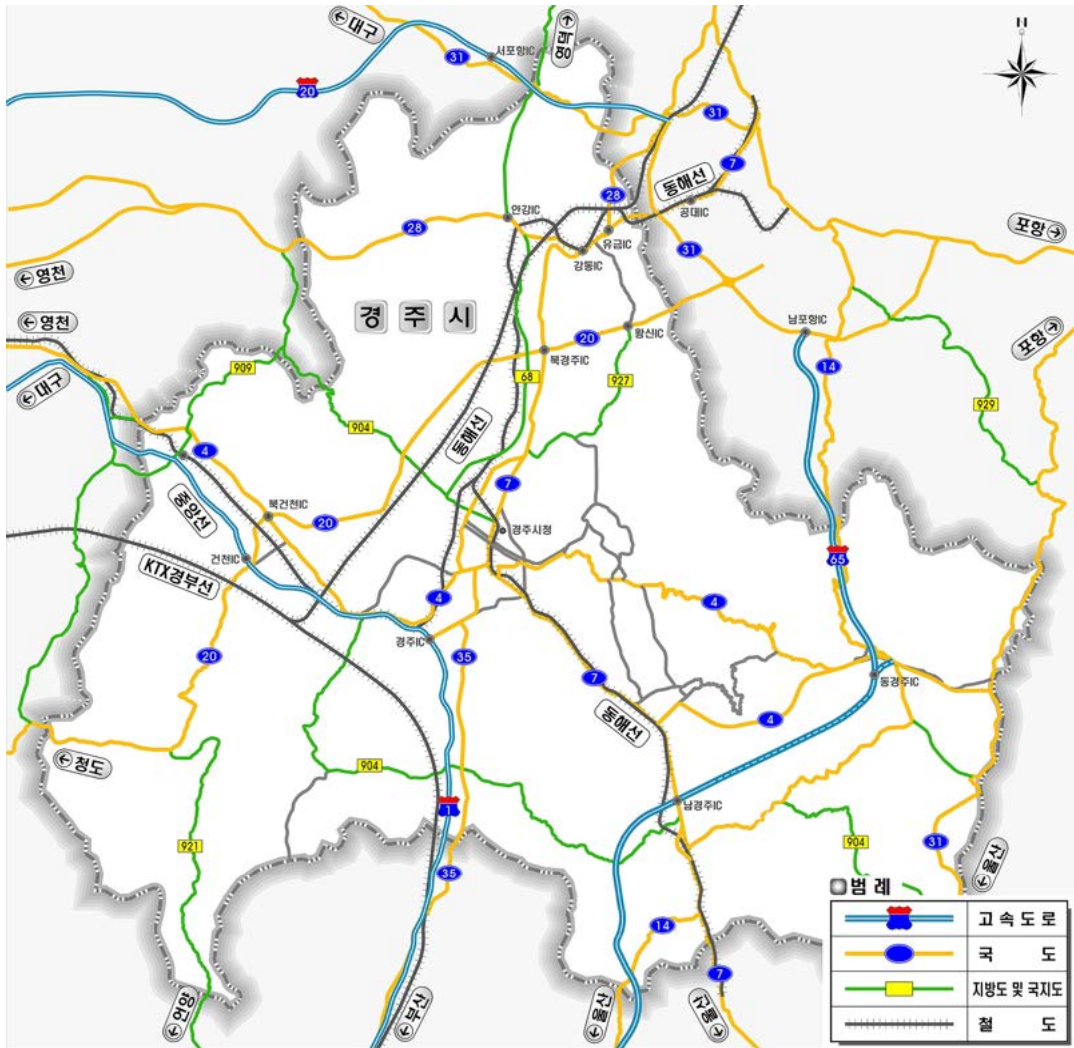 ← 대구
31
서포항IC
← 영덕
N
20
31
7
동해선
28
공대IC
안강IC
28
유금IC
강동IC
31
포항 →
← 영천
← 영천
경주시
20
황신IC
남포항IC
포항 →
← 대구
909
북경주IC
68
927
14
929
904
동해선
4
중앙선
7
북건천IC
20
경주시청
건천IC
65
KTX경부선
4
4
경주IC
35
20
7
동경주IC
4
동해선
← 청도
904
남경주IC
1
921
904
31
35
← 울산
14
7
← 언양
← 부산
← 울산
범례
고속도로
국도
지방도 및 국지도
철도